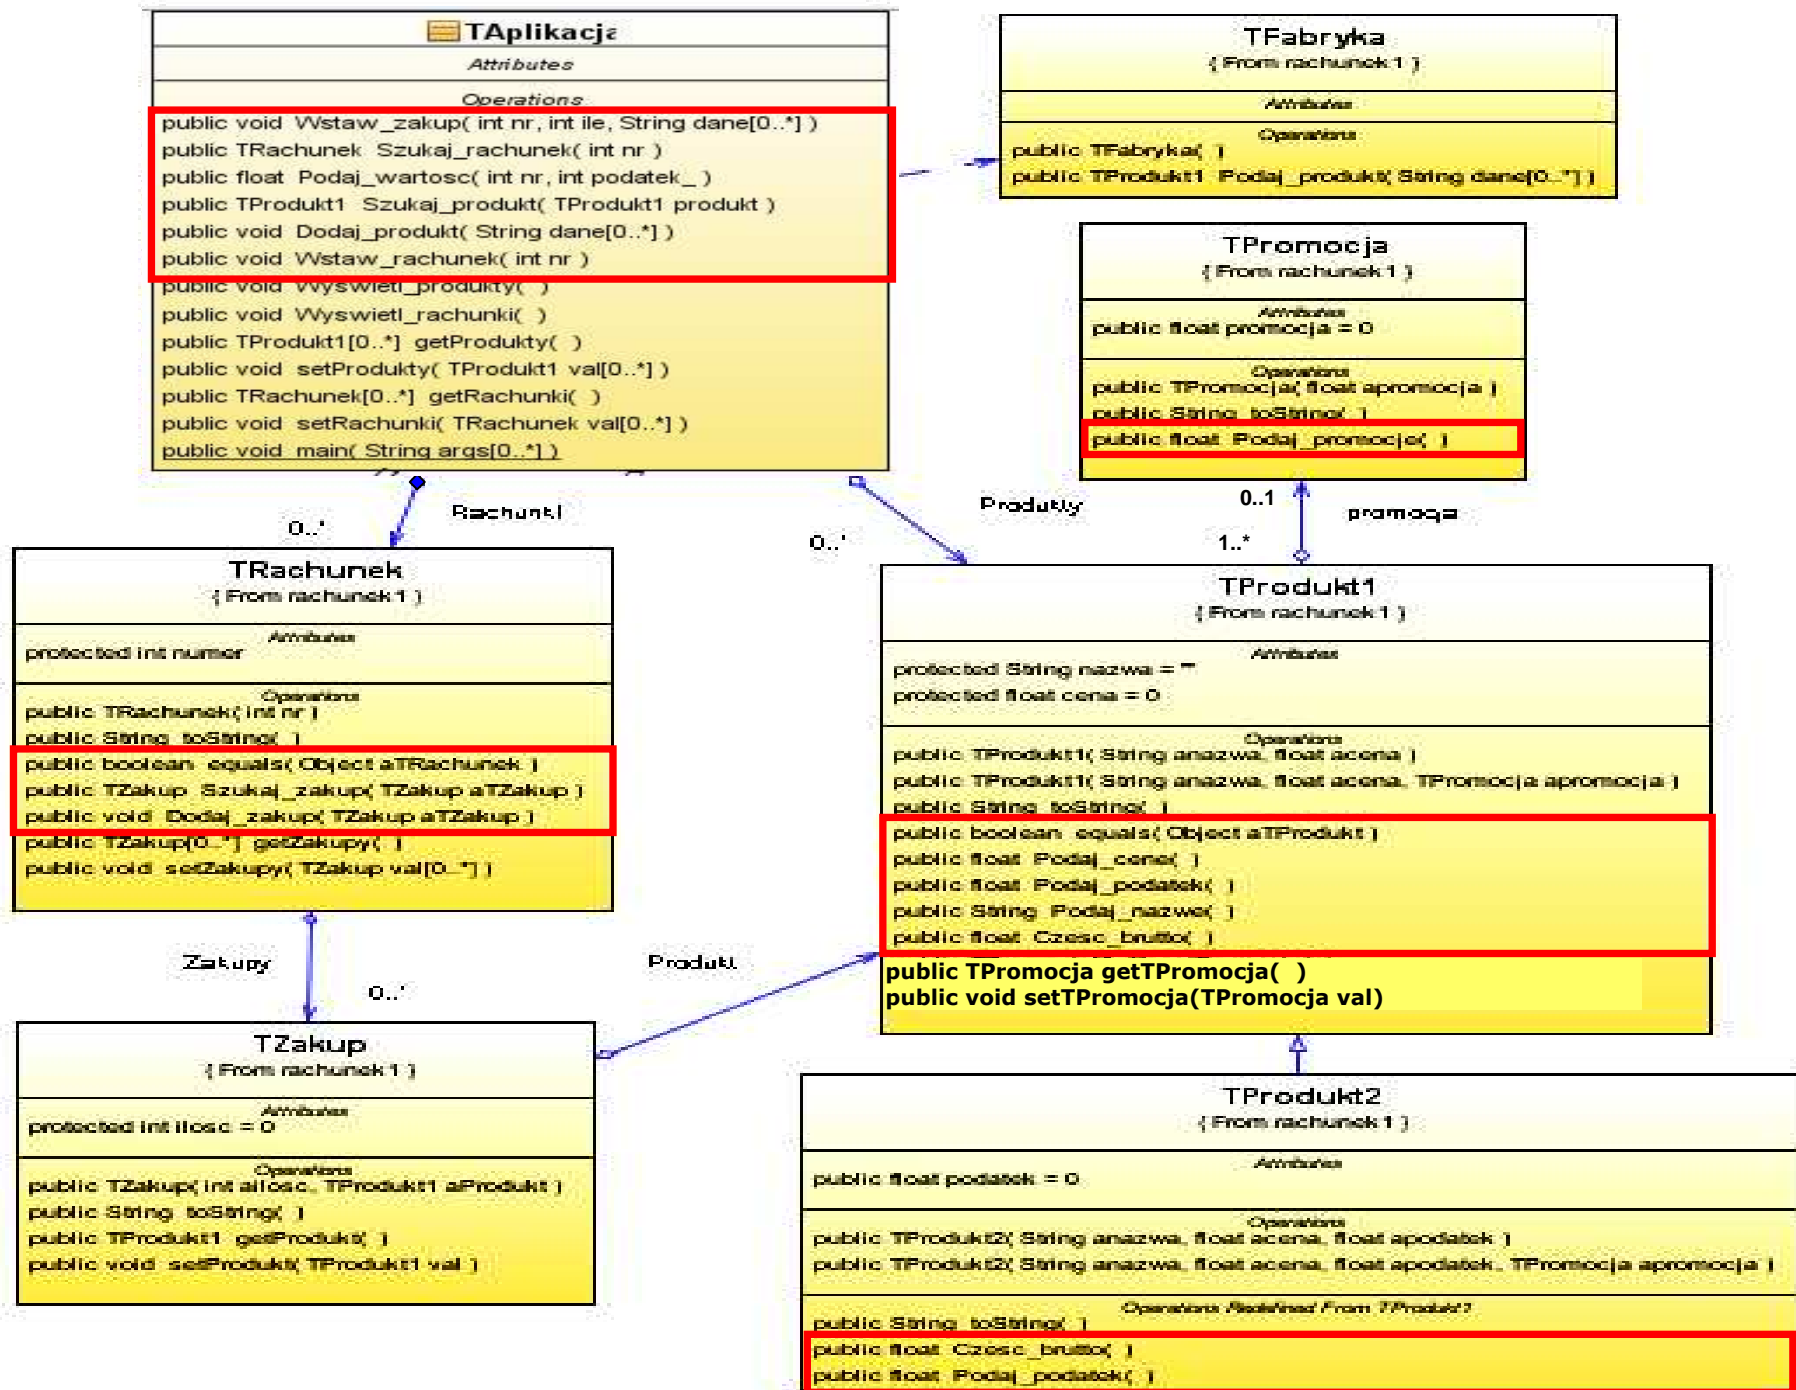 TAplikacja
Attributes
Operations
public void Wstaw_zakup( int nr, int ile, String dane[0..*] )
public TRachunek Szukaj_rachunek( int nr )
public float Podaj_wartosc( int nr, int podatek_ )
public TProdukt1 Szukaj_produkt( TProdukt1 produkt )
public void Dodaj_produkt( String dane[0..*] )
public void Wstaw_rachunek( int nr )
public void Wyswietl_produkty( )
public void Wyswietl_rachunki( )
public TProdukt1[0..*] getProdukty( )
public void setProdukty( TProdukt1 val[0..*] )
public TRachunek[0..*] getRachunki( )
public void setRachunki( TRachunek val[0..*] )
public void main( String args[0..*] )
TFabryka
{ From rachunek1 }
Attributes
Operations
public TFabryka( )
public TProdukt1 Podaj_produkt( String dane[0..*] )
TPromocja
{ From rachunek1 }
Attributes
public float promocja = 0
Operations
public TPromocja( float apromocja )
public String toString( )
public float Podaj_promocje( )
Rachunki
0..*
Produkty
0..*
0..1
promocja
1..*
TRachunek
{ From rachunek1 }
Attributes
protected int numer
Operations
public TRachunek( int nr )
public String toString( )
public boolean equals( Object aTRachunek )
public TZakup Szukaj_zakup( TZakup aTZakup )
public void Dodaj_zakup( TZakup aTZakup )
public TZakup[0..*] getZakupy( )
public void setZakupy( TZakup val[0..*] )
TProdukt1
{ From rachunek1 }
Attributes
protected String nazwa = ""
protected float cena = 0
Operations
public TProdukt1( String anazwa, float acena )
public TProdukt1( String anazwa, float acena, TPromocja apromocja )
public String toString( )
public boolean equals( Object aTProdukt )
public float Podaj_cene( )
public float Podaj_podatek( )
public String Podaj_nazwe( )
public float Czesc_brutto( )
public TPromocja getTPromocja( )
public void setTPromocja(TPromocja val)
Zakupy
0..*
Produkt
TZakup
{ From rachunek1 }
Attributes
protected int ilosc = 0
Operations
public TZakup( int ailosc, TProdukt1 aProdukt )
public String toString( )
public TProdukt1 getProdukt( )
public void setProdukt( TProdukt1 val )
TProdukt2
{ From rachunek1 }
Attributes
public float podatek = 0
Operations
public TProdukt2( String anazwa, float acena, float apodatek )
public TProdukt2( String anazwa, float acena, float apodatek, TPromocja apromocja )
Operations Redefined From TProdukt1
public String toString( )
public float Czesc_brutto( )
public float Podaj_podatek( )